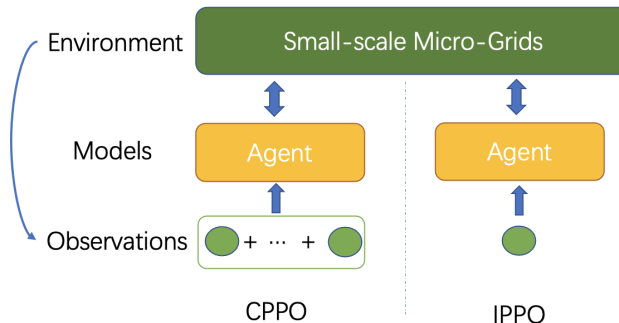 Environment
Small-scale Micro-Grids
Models
Agent
Agent
Observations
+ ... +
CPPO
IPPO